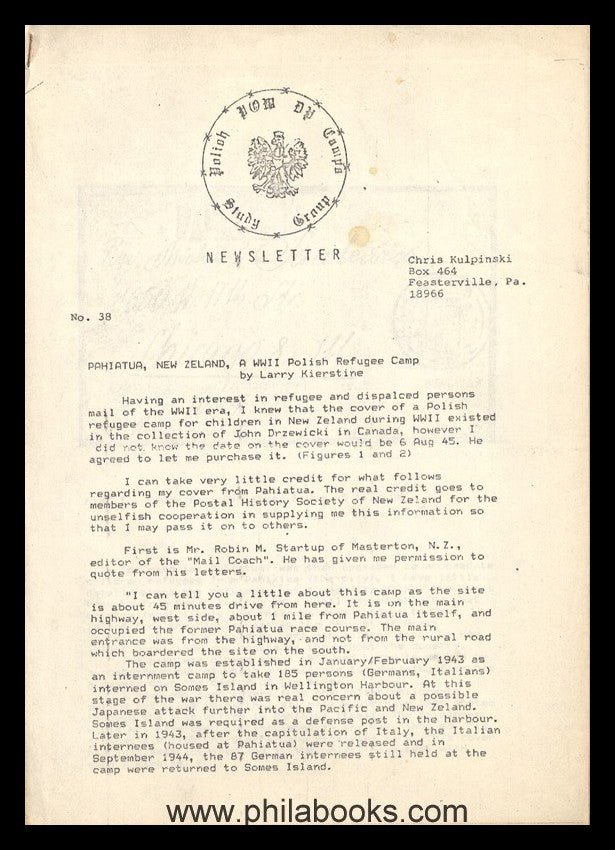 Polish POW DP Camps
Study Group
NEWSLETTER
Chris Kulpinski
Box 464
Feasterville, Pa.
18966
No. 38
PAHIATUA, NEW ZELAND, A WWII Polish Refugee Camp
by Larry Kierstine
Having an interest in refugee and dispalced persons
mail of the WWII era, I knew that the cover of a Polish
refugee camp for children in New Zeland during WWII existed
in the collection of John Drzewicki in Canada, however I
did not know the date on the cover would be 6 Aug 45. He
agreed to let me purchase it. (Figures 1 and 2)
I can take very little credit for what follows
regarding my cover from Pahiatua. The real credit goes to
members of the Postal History Society of New Zeland for the
unselfish cooperation in supplying me this information so
that I may pass it on to others.
First is Mr. Robin M. Startup of Masterton, N.Z.,
editor of the "Mail Coach". He has given me permission to
quote from his letters.
"I can tell you a little about this camp as the site
is about 45 minutes drive from here. It is on the main
highway, west side, about 1 mile from Pahiatua itself, and
occupied the former Pahiatua race course. The main
entrance was from the highway, and not from the rural road
which boardered the site on the south.
The camp was established in January/February 1943 as
an internment camp to take 185 persons (Germans, Italians)
interned on Somes Island in Wellington Harbour. At this
stage of the war there was real concern about a possible
Japanese attack further into the Pacific and New Zeland.
Somes Island was required as a defense post in the harbour.
Later in 1943, after the capitulation of Italy, the Italian
internees (housed at Pahiatua) were released and in
September 1944, the 87 German internees still held at the
camp were returned to Somes Island.
www.philabooks.com